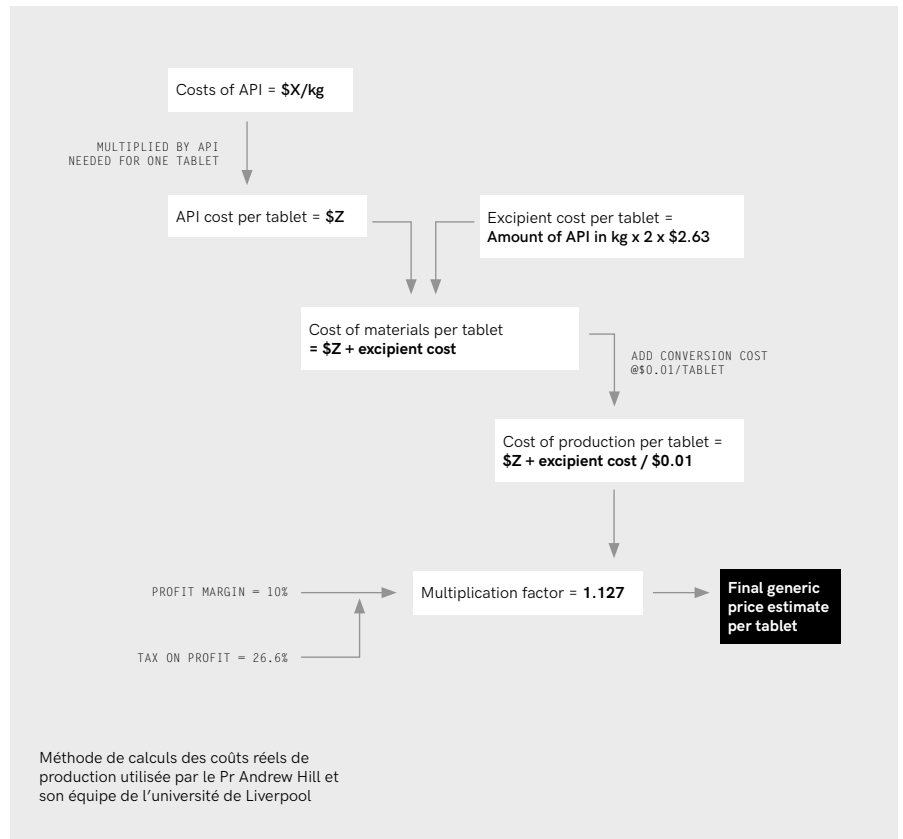 Costs of API = $X/kg
MULTIPLIED BY API
NEEDED FOR ONE TABLET
API cost per tablet = $Z
Excipient cost per tablet =
Amount of API in kg x 2 x $2.63
Cost of materials per tablet
= $Z + excipient cost
ADD CONVERSION COST
@$0.01/TABLET
Cost of production per tablet =
$Z + excipient cost / $0.01
PROFIT MARGIN = 10%
Multiplication factor = 1.127
Final generic
price estimate
per tablet
TAX ON PROFIT = 26.6%
Méthode de calculs des coûts réels de
production utilisée par le Pr Andrew Hill et
son équipe de l’université de Liverpool